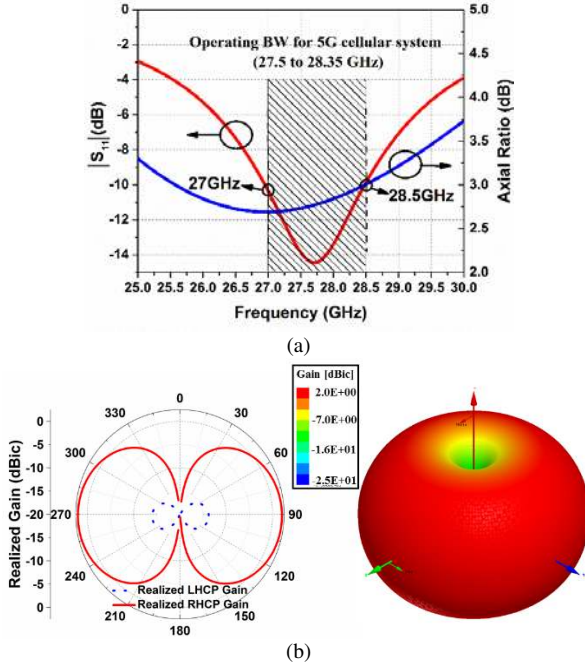 (a)
Operating BW for 5G cellular system
(27.5 to 28.35 GHz)
|S11| (dB)
0
-2
-4
-6
-8
-10
-12
-14
5.0
4.5
4.0
3.5
3.0
2.5
2.0
Axial Ratio (dB)
27GHz
28.5GHz
25.0 25.5 26.0 26.5 27.0 27.5 28.0 28.5 29.0 29.5 30.0
Frequency (GHz)
(a)
Realized Gain (dBic)
0
-5
-10
-15
-20
-15
-10
-5
0
0
30
60
90
120
150
180
210
240
270
300
330
Realized LHCP Gain
Realized RHCP Gain
Gain [dBic]
2.0E+00
-7.0E+00
-1.6E+01
-2.5E+01
(b)